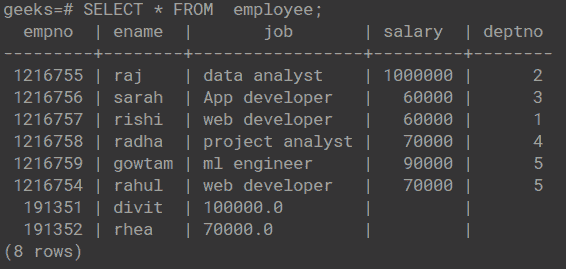 geeks=# SELECT * FROM  employee;
  empno  | ename  |       job       | salary  | deptno
---------+--------+-----------------+---------+--------
 1216755 | raj    | data analyst    | 1000000 |      2
 1216756 | sarah  | App developer   |   60000 |      3
 1216757 | rishi  | web developer   |   60000 |      1
 1216758 | radha  | project analyst |   70000 |      4
 1216759 | gowtam | ml engineer     |   90000 |      5
 1216754 | rahul  | web developer   |   70000 |      5
  191351 | divit  | 100000.0        |         |
  191352 | rhea   | 70000.0         |         |
(8 rows)